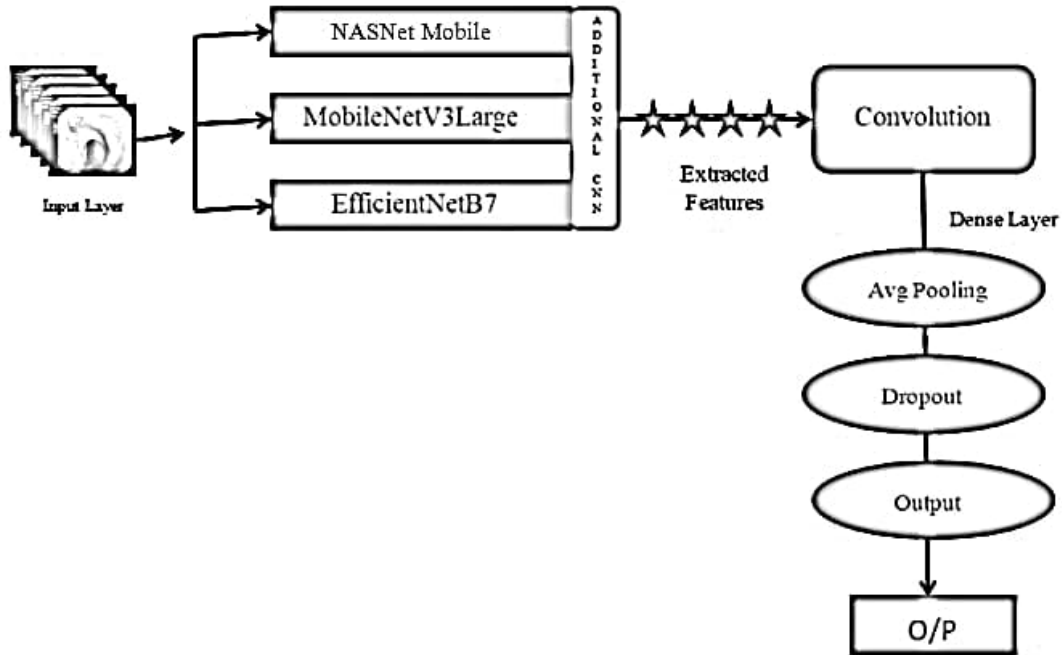 NASNet Mobile
MobileNetV3Large
EfficientNetB7
ADDITIONAL CNN
Input Layer
Extracted
Features
Convolution
Dense Layer
Avg Pooling
Dropout
Output
O/P